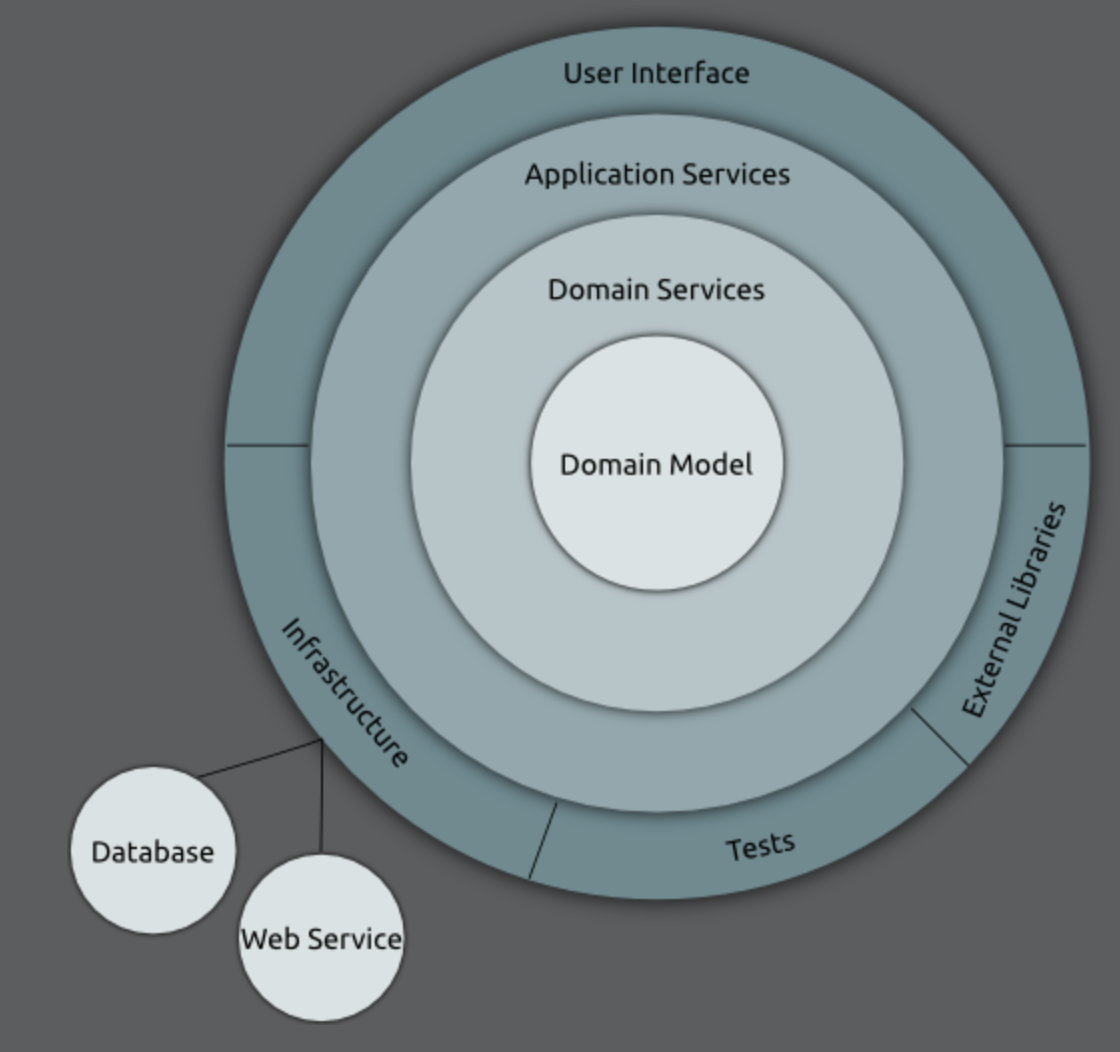 User Interface
Application Services
Domain Services
Domain Model
External Libraries
Infrastructure
Tests
Database
Web Service